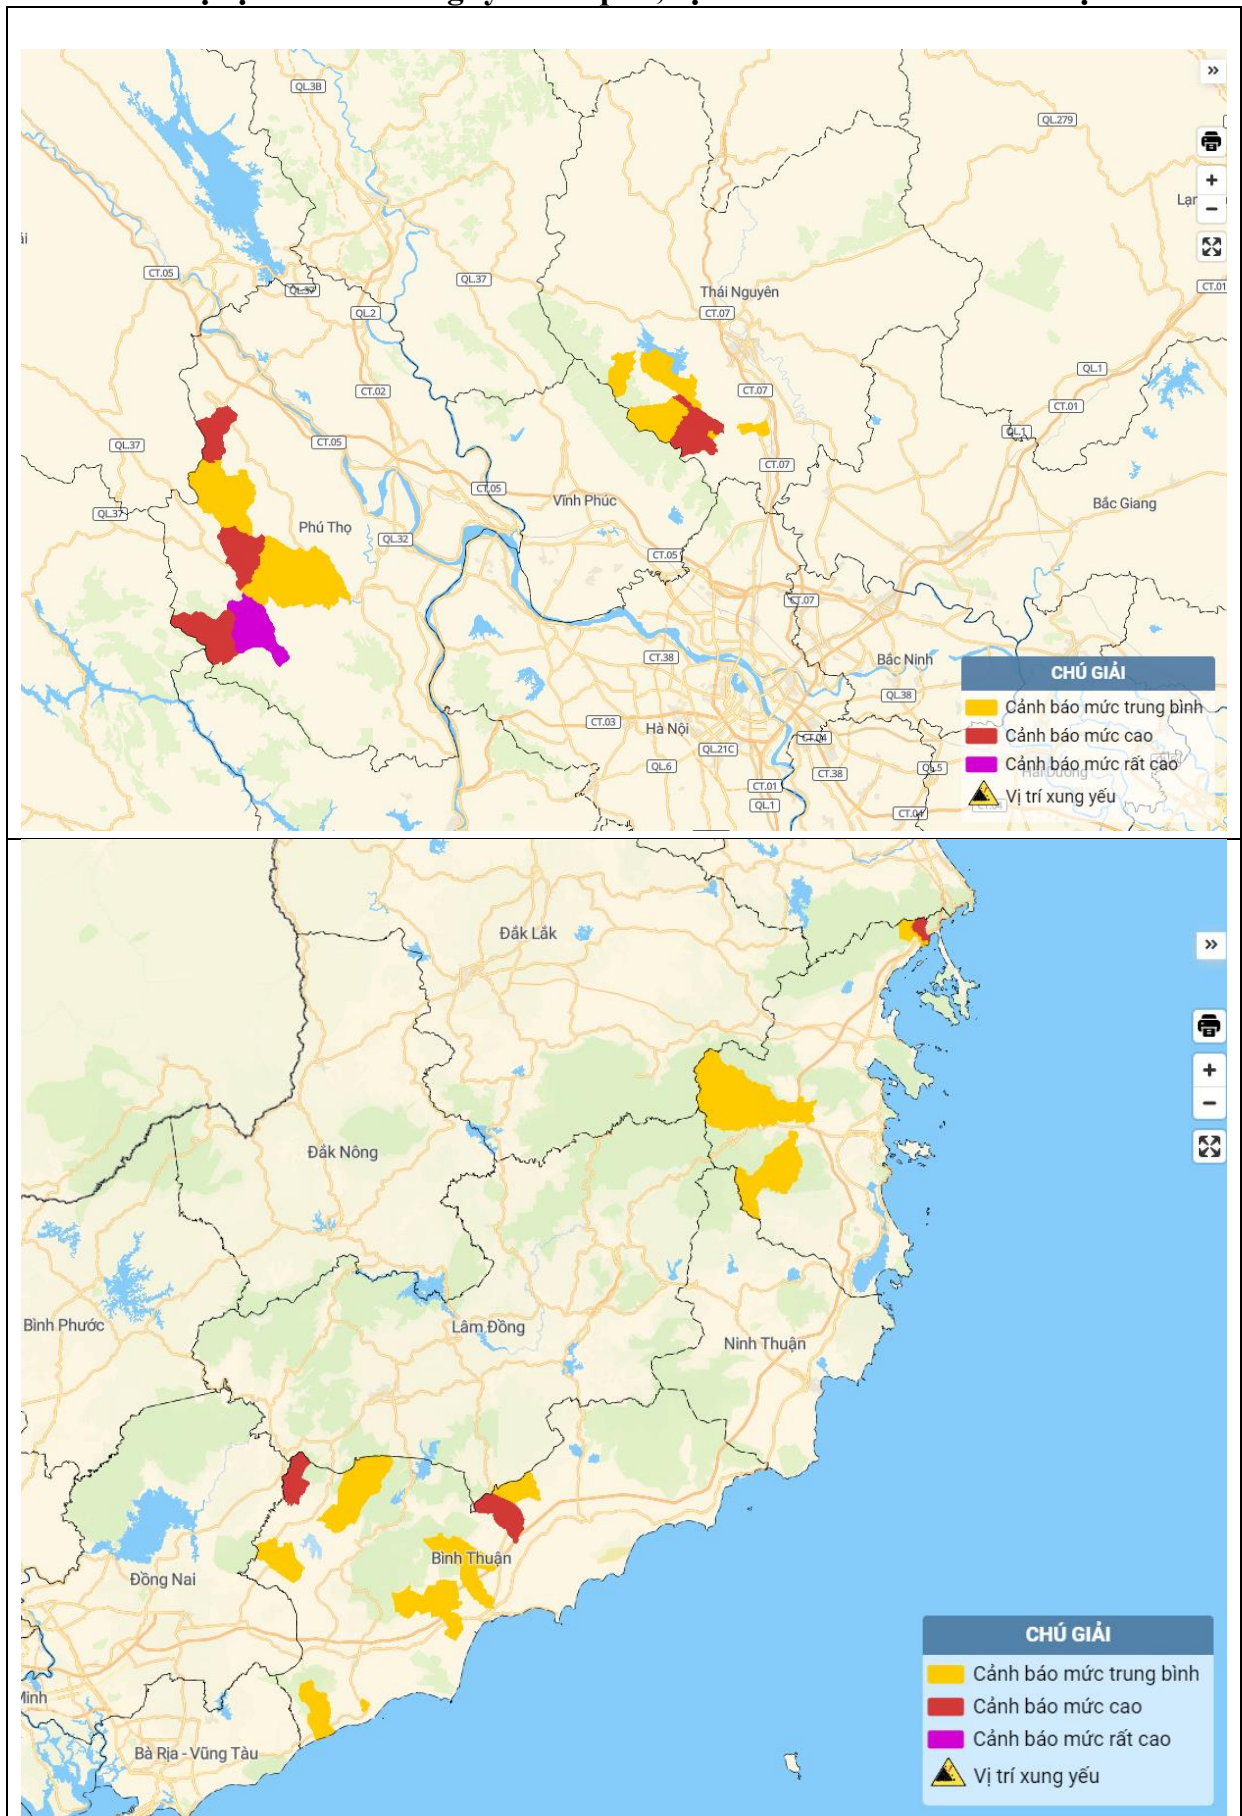 QL.3B
QL.279
CT.05
QL.37
QL.37
Thái Nguyên
CT.07
CT.01
QL.2
QL.1
CT.02
CT.07
CT.01
QL.37
CT.05
QL.1
CT.07
CT.05
Vĩnh Phúc
Bắc Giang
QL.37
Phú Thọ
QL.32
CT.05
CT.07
CT.38
Bắc Ninh
QL.38
CT.03
Hà Nội
QL.21C
CT.04
QL.6
CT.38
QL.5
CT.01
QL.1
CT.04
CHÚ GIẢI
Cảnh báo mức trung bình
Cảnh báo mức cao
Cảnh báo mức rất cao
Hải Dương
Vị trí xung yếu
Đắk Lắk
Đắk Nông
Bình Phước
Lâm Đồng
Ninh Thuận
Bình Thuận
Đồng Nai
Minh
Bà Rịa - Vũng Tàu
CHÚ GIẢI
Cảnh báo mức trung bình
Cảnh báo mức cao
Cảnh báo mức rất cao
Vị trí xung yếu